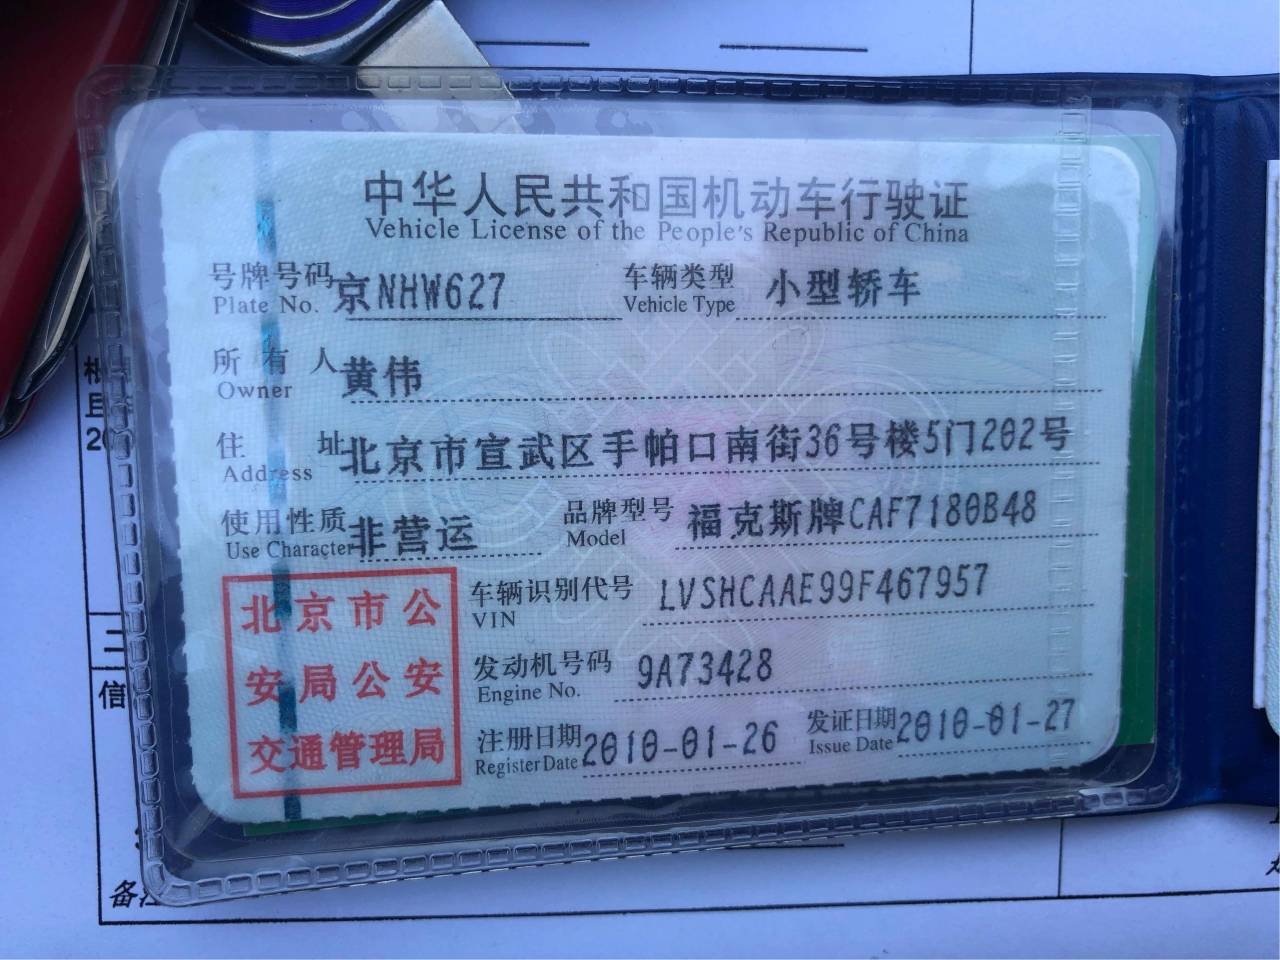 中华人民共和国机动车行驶证
Vehicle License of the People's Republic of China
号牌号码 京NHW627 车辆类型 小型轿车
Plate No. Vehicle Type
所有人 黄伟
Owner
住址 北京市宣武区手帕口南街36号楼5门202号
Address
使用性质 非营运 品牌型号 福克斯牌CAF7180B48
Use Character Model
车辆识别代号 LVSHCAAE99F467957
VIN
发动机号码 9A73428
Engine No.
注册日期 2010-01-26 发证日期 2010-01-27
Register Date Issue Date
北京市公
安局公安
交通管理局
且
20
三
信
备注